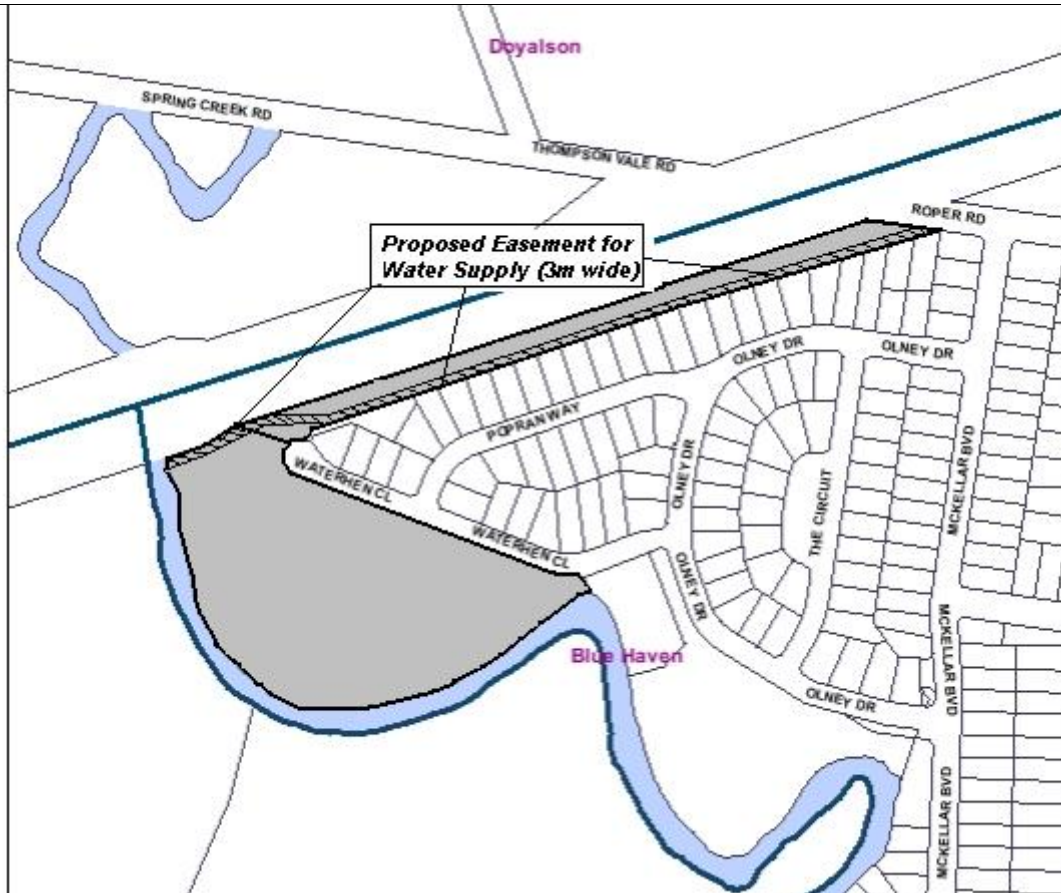 Doyalson
SPRING CREEK RD
THOMPSON VALE RD
ROPER RD
Proposed Easement for
Water Supply (3m wide)
OLNEY DR
OLNEY DR
POPRAN WAY
OLNEY DR
MCKELLAR BVD
WATERHEN CL
THE CIRCUIT
WATERHEN CL
OLNEY DR
Blue Haven
MCKELLAR BVD
OLNEY DR
MCKELLAR BVD